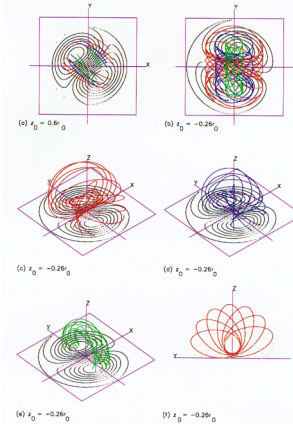 Y
X
(a) z₀ = 0.6r₀
Y
X
(b) z₀ = -0.26r₀
Z
Y
X
(c) z₀ = -0.26r₀
Z
Y
X
(d) z₀ = -0.26r₀
Z
Y
X
(e) z₀ = -0.26r₀
Z
Y
(f) z₀ = -0.26r₀